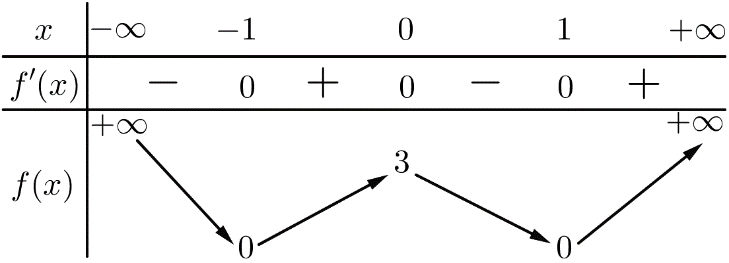 x −∞ −1 0 1 +∞
f′(x) − 0 + 0 − 0 +
+∞ +∞
3
f(x)
0 0